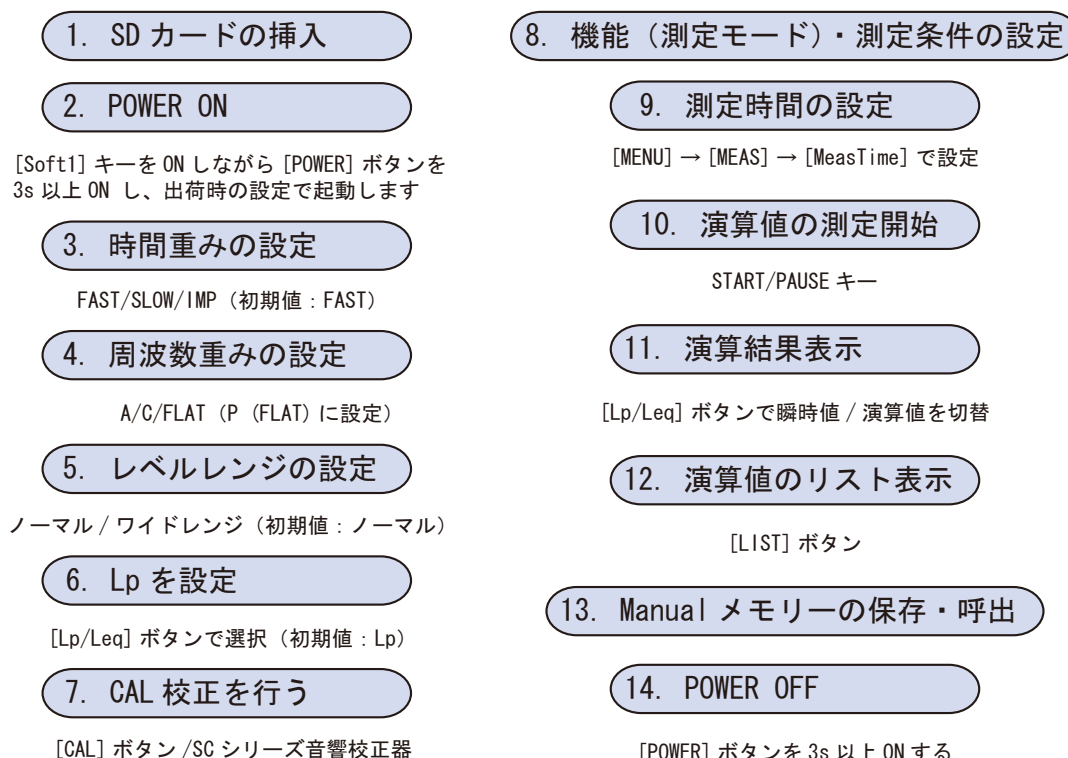 1. SD カードの挿入
2. POWER ON
[Soft1] キーを ON しながら [POWER] ボタンを
3s 以上 ON し、出荷時の設定で起動します
3. 時間重みの設定
FAST/SLOW/IMP（初期値：FAST）
4. 周波数重みの設定
A/C/FLAT（P（FLAT）に設定）
5. レベルレンジの設定
ノーマル / ワイドレンジ（初期値：ノーマル）
6. Lp を設定
[Lp/Leq] ボタンで選択（初期値：Lp）
7. CAL 校正を行う
[CAL] ボタン /SC シリーズ音響校正器
8. 機能（測定モード）・測定条件の設定
9. 測定時間の設定
[MENU] → [MEAS] → [MeasTime] で設定
10. 演算値の測定開始
START/PAUSE キー
11. 演算結果表示
[Lp/Leq] ボタンで瞬時値 / 演算値を切替
12. 演算値のリスト表示
[LIST] ボタン
13. Manual メモリーの保存・呼出
14. POWER OFF
[POWER] ボタンを 3s 以上 ON する